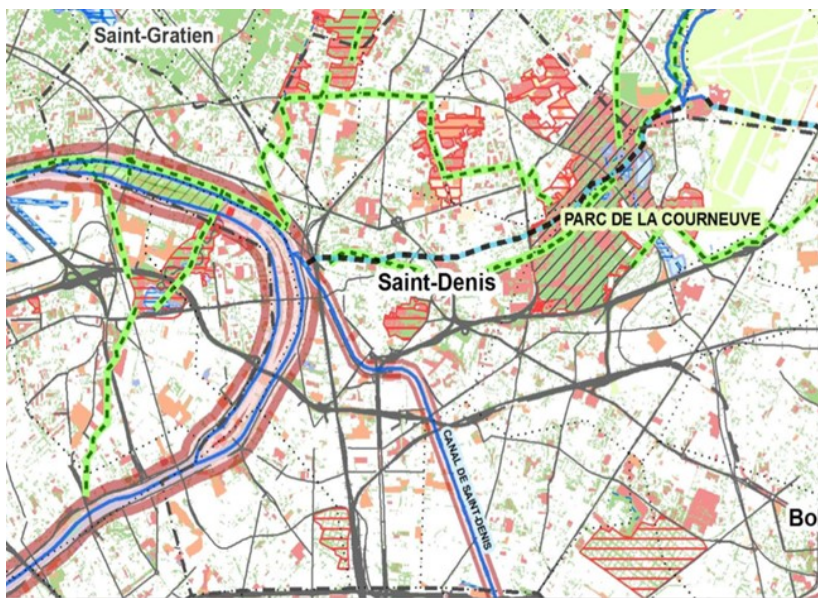 Saint-Gratien
PARC DE LA COURNEUVE
Saint-Denis
CANAL DE SAINT-DENIS
Bo